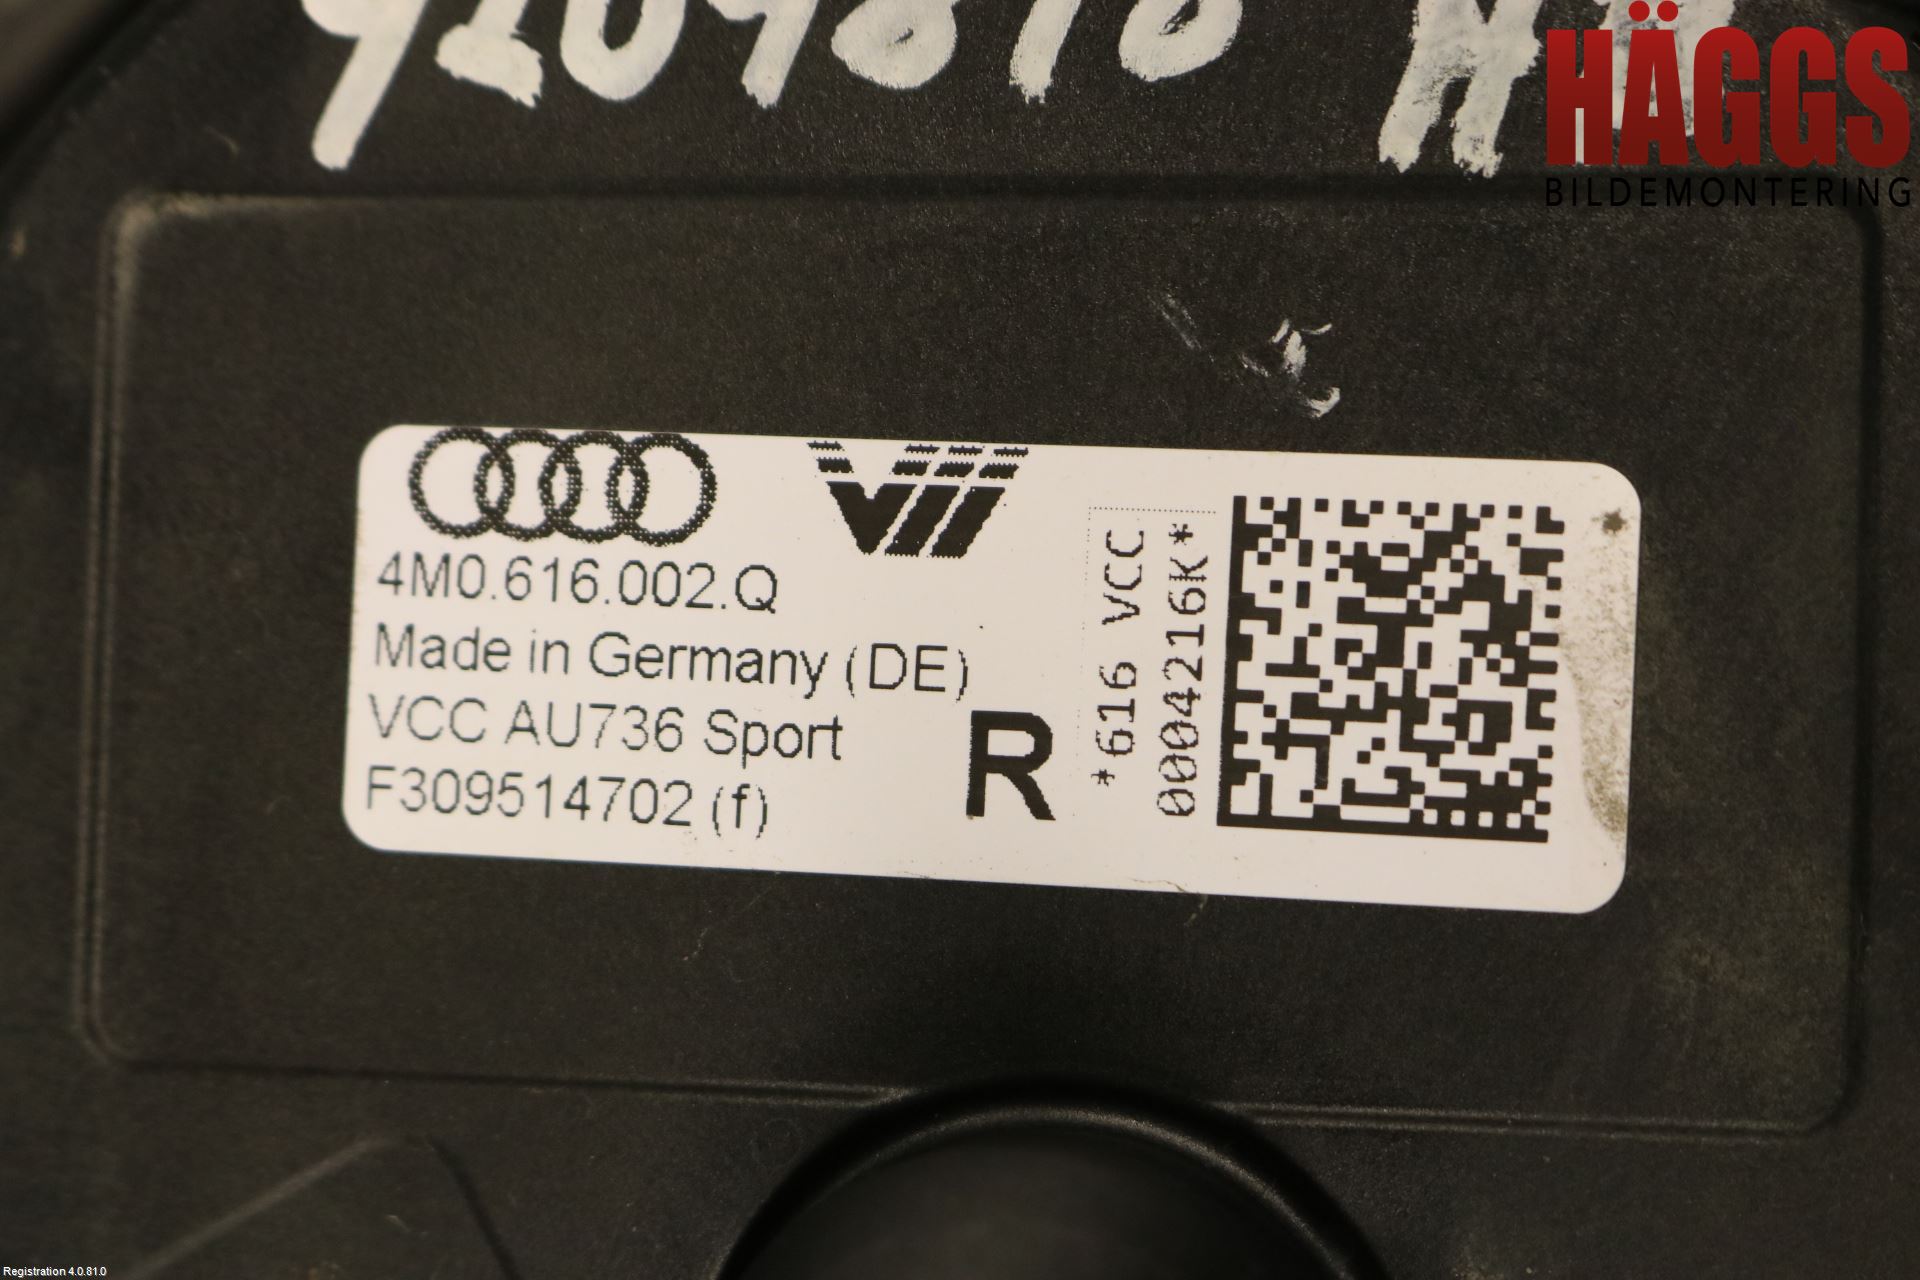 HÄGGS
BILDEMONTERING
4M0.616.002.Q
Made in Germany (DE)
VCC AU736 Sport
F309514702 (f)
R
*616 VCC
0004216K*
Registration 4.0.81.0